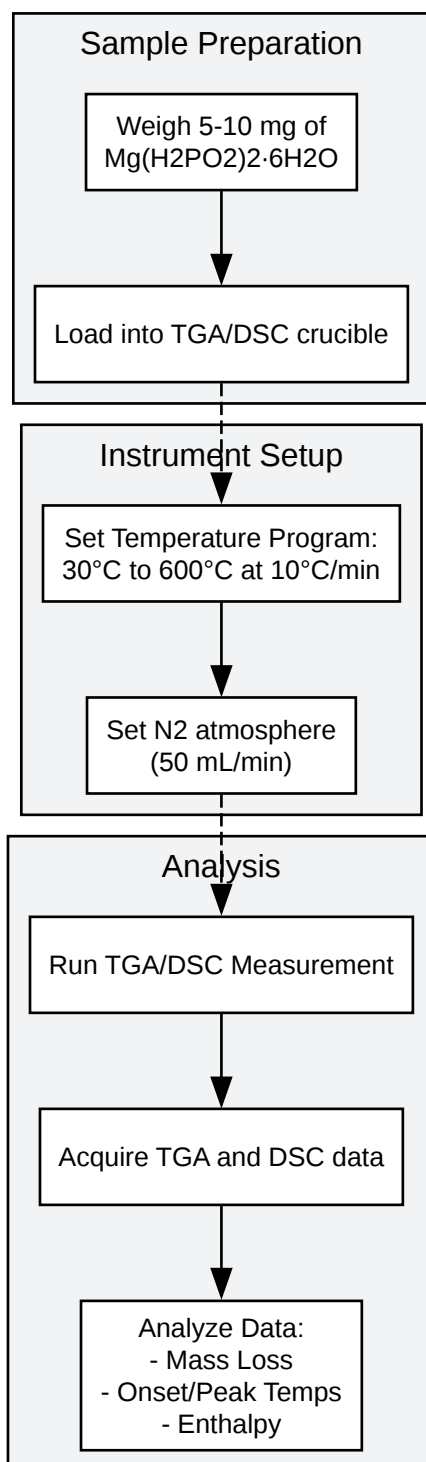 Sample Preparation
Weigh 5-10 mg of
Mg(H2PO2)2·6H2O
Load into TGA/DSC crucible
Instrument Setup
Set Temperature Program:
30°C to 600°C at 10°C/min
Set N2 atmosphere
(50 mL/min)
Analysis
Run TGA/DSC Measurement
Acquire TGA and DSC data
Analyze Data:
- Mass Loss
- Onset/Peak Temps
- Enthalpy